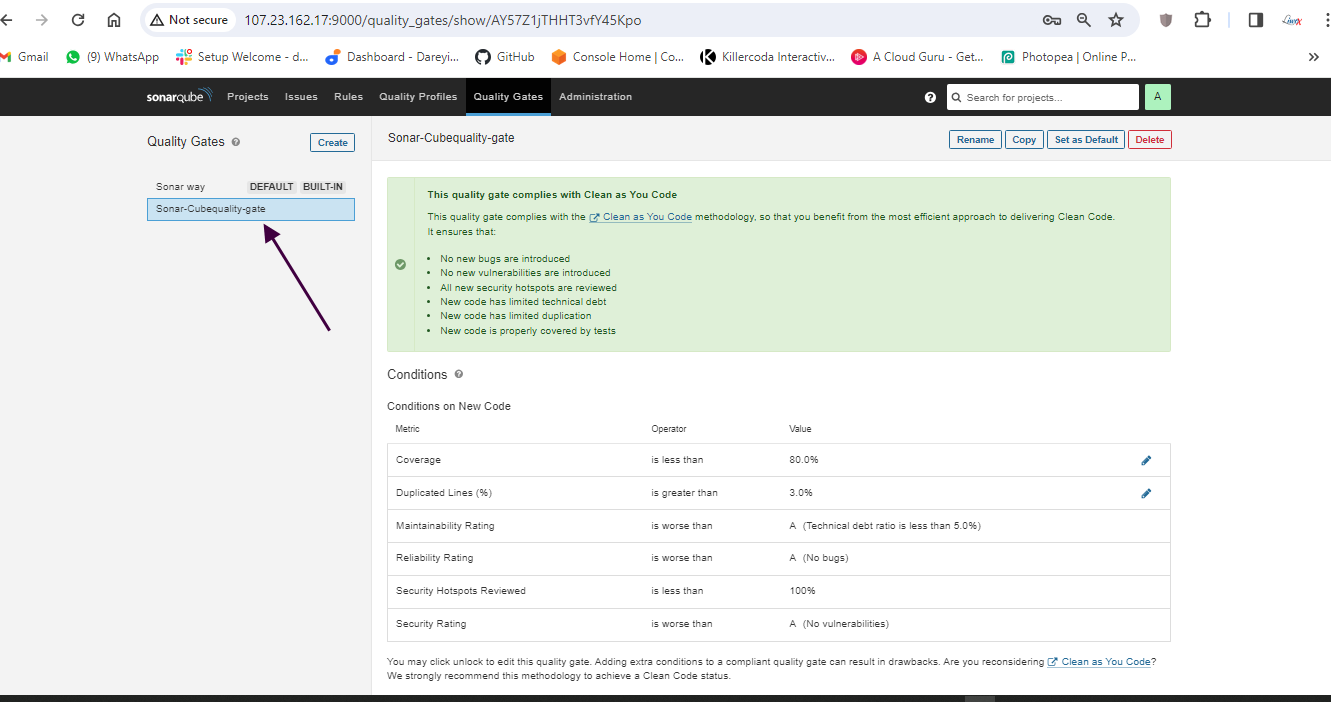 Not secure 107.23.162.17:9000/quality_gates/show/AY57Z1jTHHT3vfY45Kpo
Gmail (9) WhatsApp Setup Welcome - d... Dashboard - Dareyi... GitHub Console Home | Co... Killercoda Interactiv... A Cloud Guru - Get... Photopea | Online P... »
sonarqube Projects Issues Rules Quality Profiles Quality Gates Administration ? Search for projects... A
Quality Gates ? Create
Sonar way DEFAULT BUILT-IN
Sonar-Cubequality-gate
Sonar-Cubequality-gate Rename Copy Set as Default Delete
This quality gate complies with Clean as You Code
This quality gate complies with the Clean as You Code methodology, so that you benefit from the most efficient approach to delivering Clean Code.
It ensures that:
• No new bugs are introduced
• No new vulnerabilities are introduced
• All new security hotspots are reviewed
• New code has limited technical debt
• New code has limited duplication
• New code is properly covered by tests
Conditions ?
Conditions on New Code
Metric Operator Value
Coverage is less than 80.0%
Duplicated Lines (%) is greater than 3.0%
Maintainability Rating is worse than A (Technical debt ratio is less than 5.0%)
Reliability Rating is worse than A (No bugs)
Security Hotspots Reviewed is less than 100%
Security Rating is worse than A (No vulnerabilities)
You may click unlock to edit this quality gate. Adding extra conditions to a compliant quality gate can result in drawbacks. Are you reconsidering Clean as You Code?
We strongly recommend this methodology to achieve a Clean Code status.